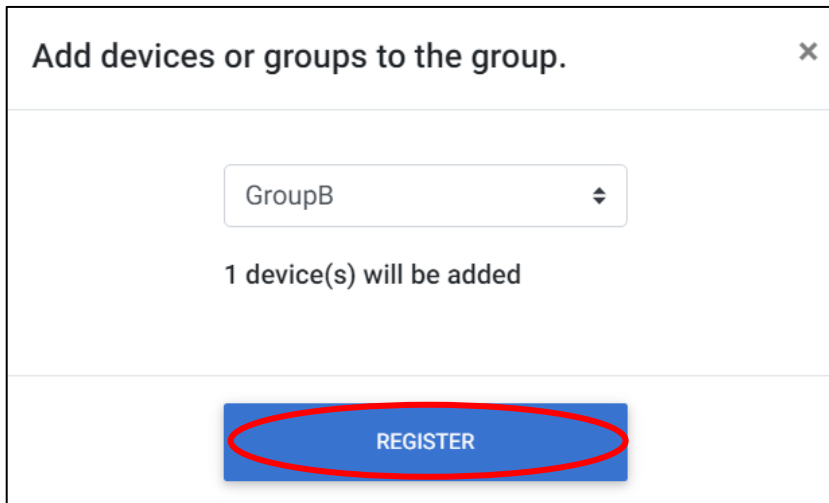 Add devices or groups to the group.
×
GroupB
1 device(s) will be added
REGISTER